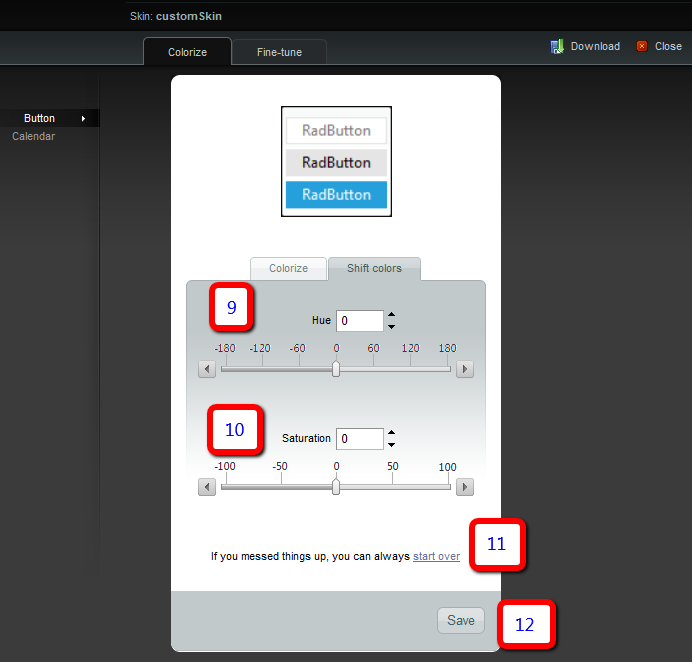 Skin: customSkin
Colorize Fine-tune Download Close
Button
Calendar
RadButton
RadButton
RadButton
Colorize Shift colors
9
Hue 0
-180 -120 -60 0 60 120 180
10
Saturation 0
-100 -50 0 50 100
If you messed things up, you can always start over 11
Save 12